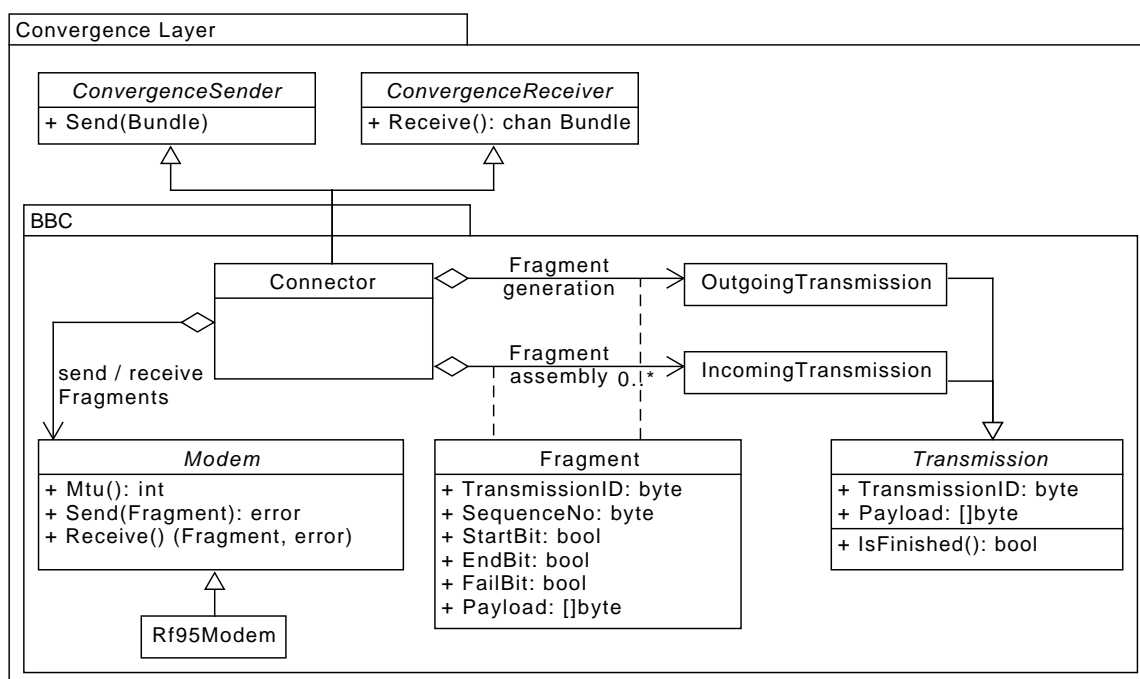 Convergence Layer
ConvergenceSender
+ Send(Bundle)
ConvergenceReceiver
+ Receive(): chan Bundle
BBC
Connector
Fragment
generation
OutgoingTransmission
Fragment
assembly 0..*
IncomingTransmission
send / receive
Fragments
Modem
+ Mtu(): int
+ Send(Fragment): error
+ Receive() (Fragment, error)
Rf95Modem
Fragment
+ TransmissionID: byte
+ SequenceNo: byte
+ StartBit: bool
+ EndBit: bool
+ FailBit: bool
+ Payload: []byte
Transmission
+ TransmissionID: byte
+ Payload: []byte
+ IsFinished(): bool